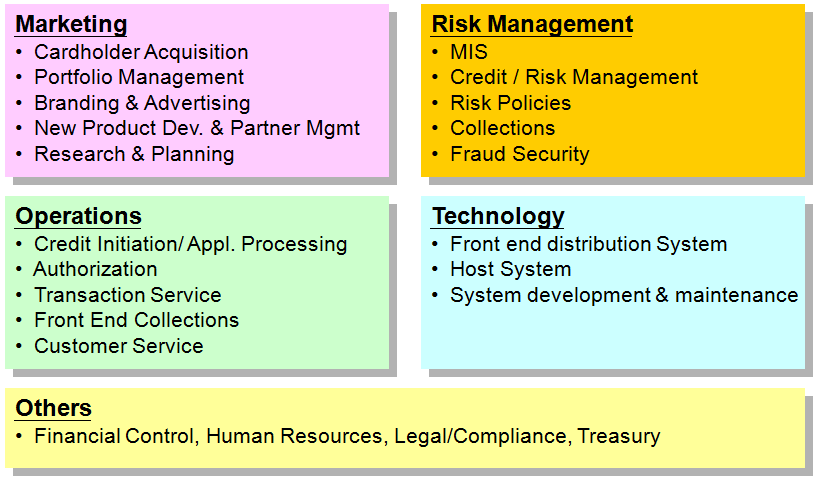 Marketing
• Cardholder Acquisition
• Portfolio Management
• Branding & Advertising
• New Product Dev. & Partner Mgmt
• Research & Planning
Risk Management
• MIS
• Credit / Risk Management
• Risk Policies
• Collections
• Fraud Security
Operations
• Credit Initiation/ Appl. Processing
• Authorization
• Transaction Service
• Front End Collections
• Customer Service
Technology
• Front end distribution System
• Host System
• System development & maintenance
Others
• Financial Control, Human Resources, Legal/Compliance, Treasury